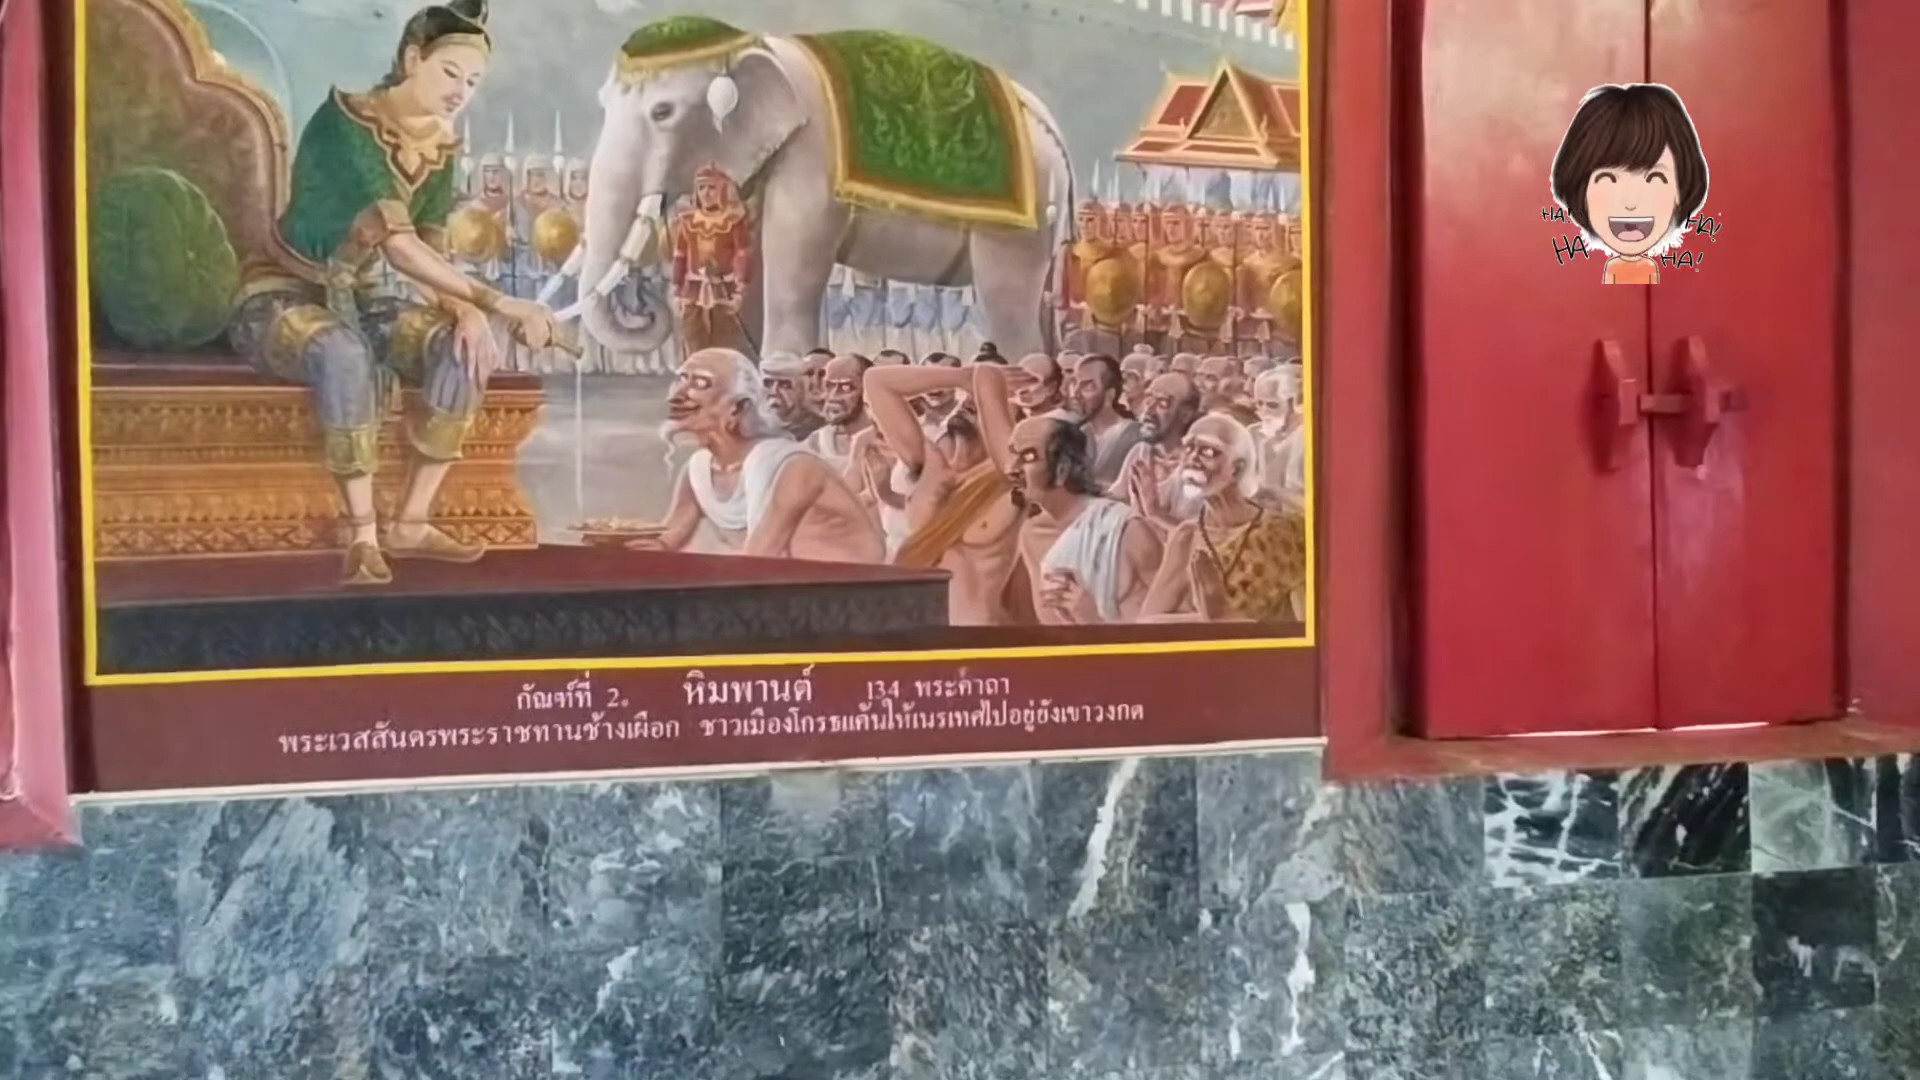 HA!
HA!
HA
HA!
กัณฑ์ที่ 2. หิมพานต์ 134 พระคาถา
พระเวสสันดรพระราชทานช้างเผือก ชาวเมืองโกรธแค้นให้เนรเทศไปอยู่ยังเขาวงกต